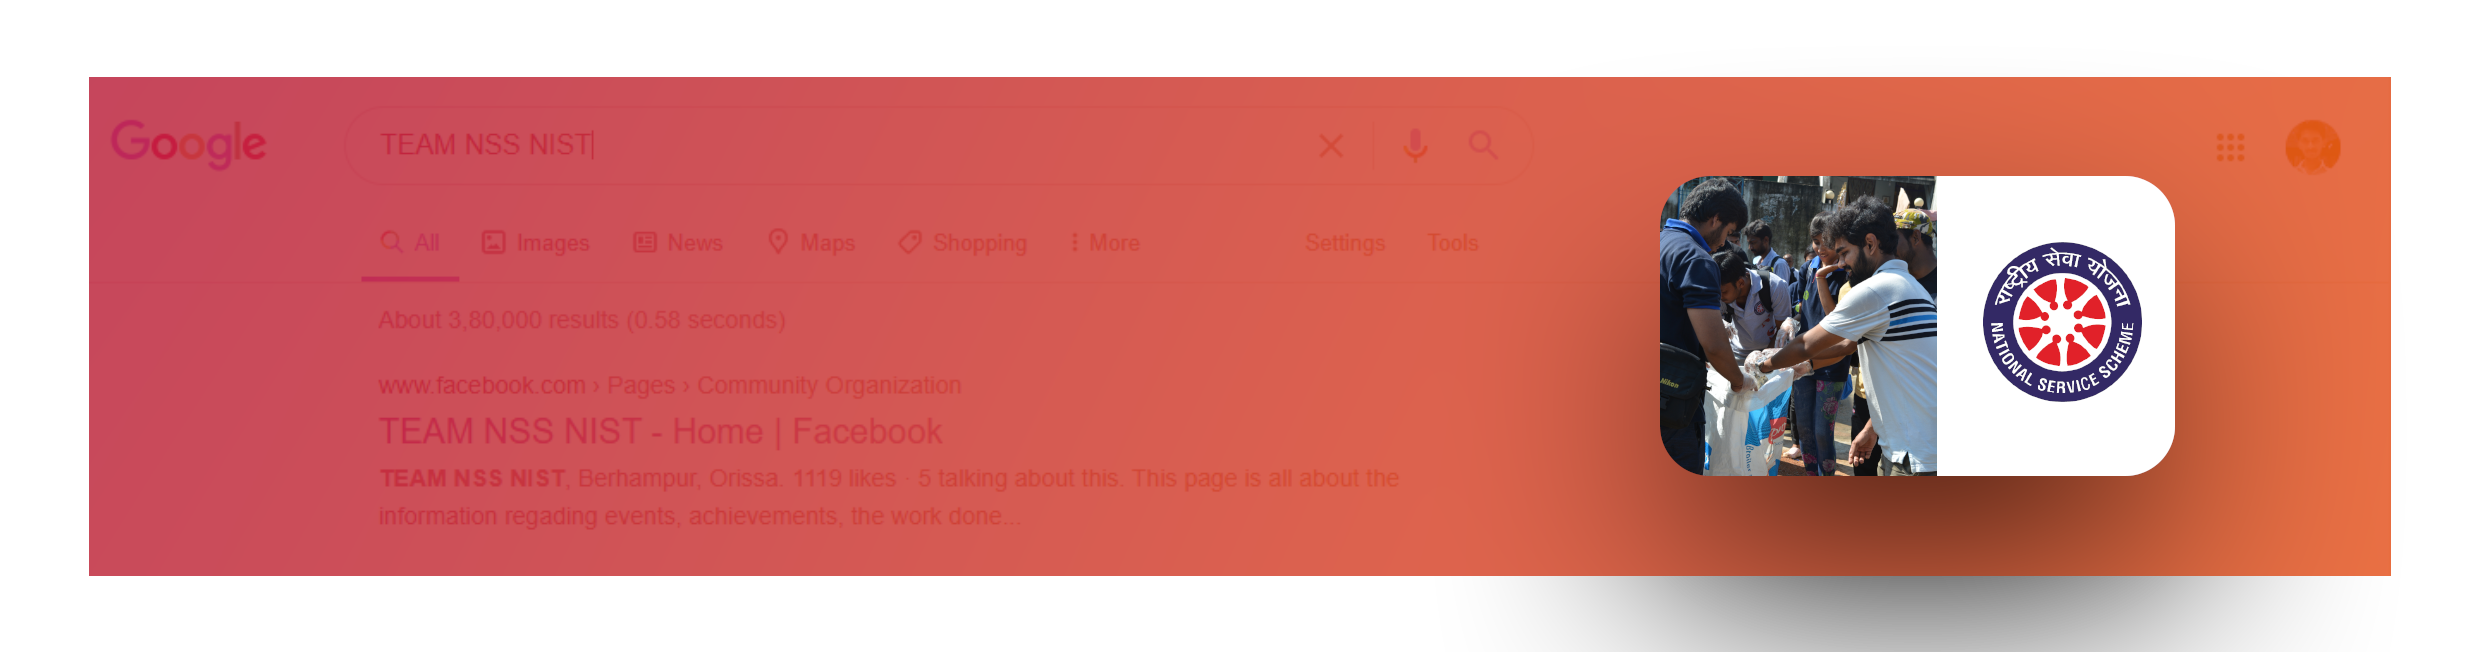 Google
TEAM NSS NIST
All Images News Maps Shopping More Settings Tools
About 3,80,000 results (0.58 seconds)
www.facebook.com › Pages › Community Organization
TEAM NSS NIST - Home | Facebook
TEAM NSS NIST, Berhampur, Orissa. 1119 likes · 5 talking about this. This page is all about the
information regading events, achievements, the work done...
राष्ट्रीय सेवा योजना
NATIONAL SERVICE SCHEME
Nikon